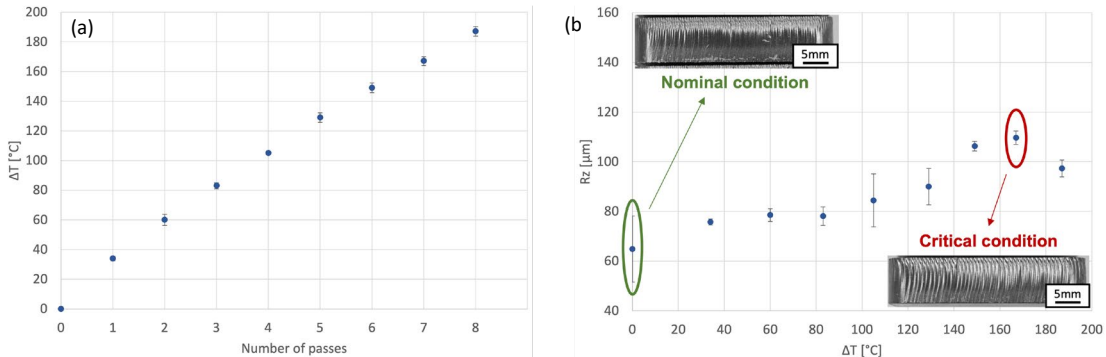 (a)
200
180
160
140
120
100
80
60
40
20
0
ΔT [°C]
0 1 2 3 4 5 6 7 8
Number of passes
(b)
160
140
120
100
80
60
40
Rz [µm]
5mm
Nominal condition
Critical condition
5mm
0 20 40 60 80 100 120 140 160 180 200
ΔT [°C]